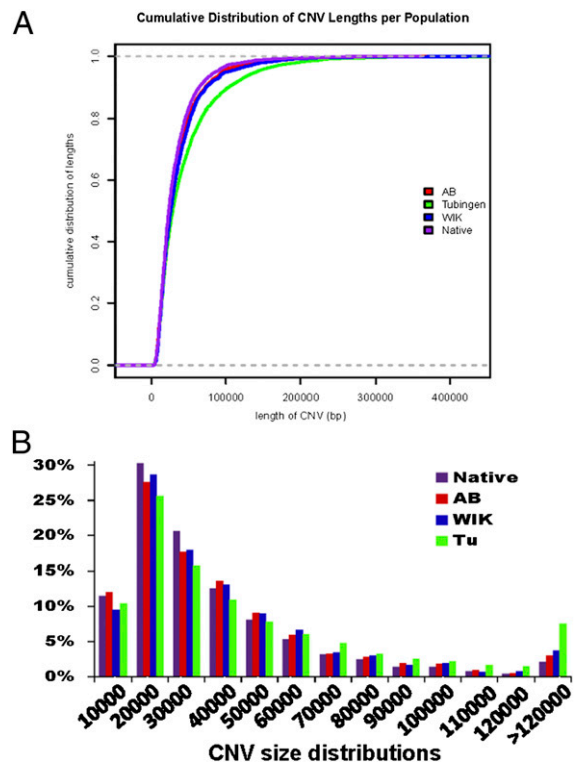 A
Cumulative Distribution of CNV Lengths per Population
cumulative distribution of lengths
1.0
0.8
0.6
0.4
0.2
0.0
AB
Tubingen
WIK
Native
0 100000 200000 300000 400000
length of CNV (bp)
B
30%
25%
20%
15%
10%
5%
0%
Native
AB
WIK
Tu
10000 20000 30000 40000 50000 60000 70000 80000 90000 100000 110000 120000 >120000
CNV size distributions